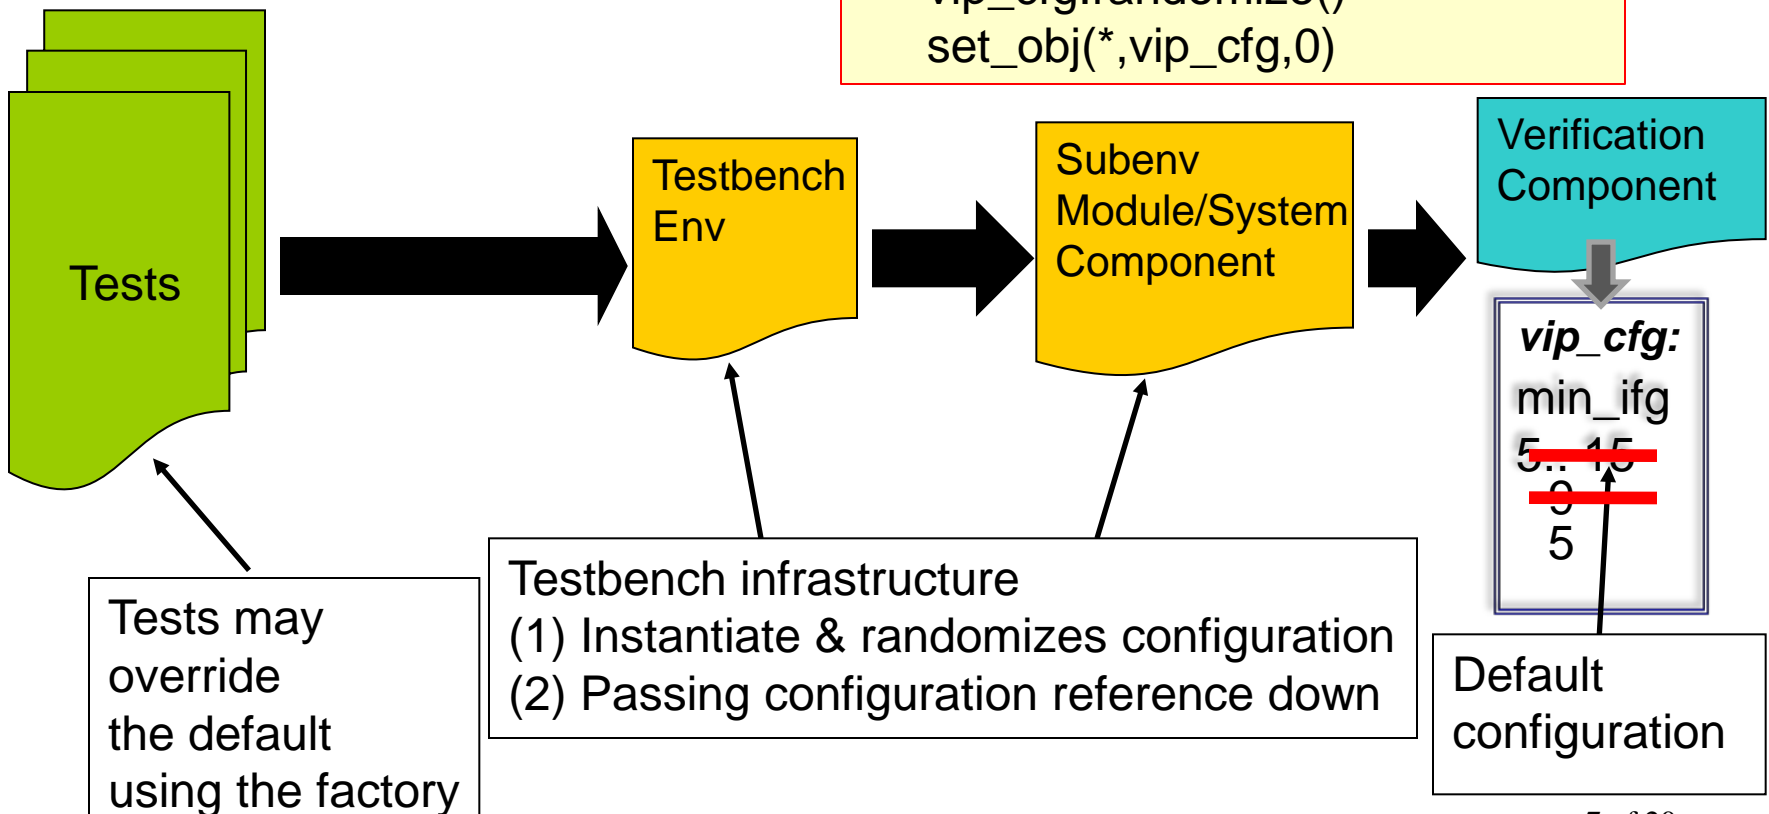 vip_cfg.randomize()
set_obj(*,vip_cfg,0)
Tests
Testbench
Env
Subenv
Module/System
Component
Verification
Component
vip_cfg:
min_ifg
5.. 15
9
5
Tests may
override
the default
using the factory
Testbench infrastructure
(1) Instantiate & randomizes configuration
(2) Passing configuration reference down
Default
configuration